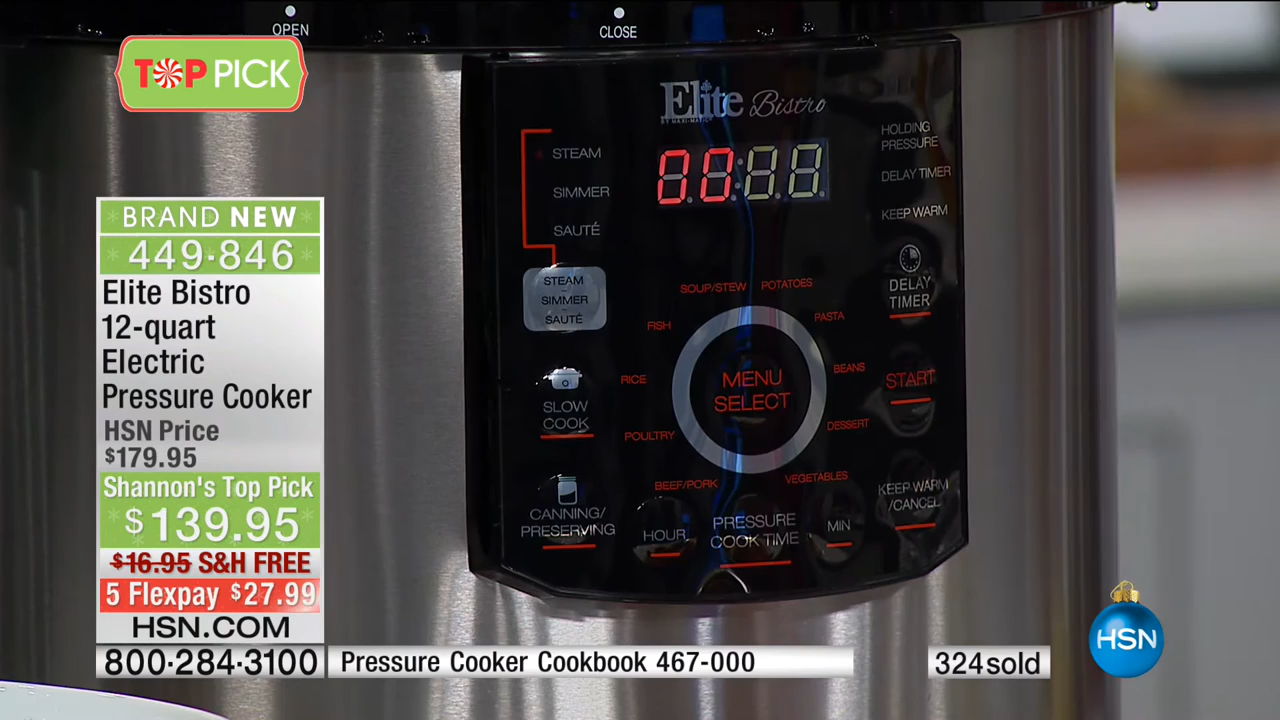 OPEN
CLOSE
TOP PICK
Elite Bistro
BY MAXI-MATIC
STEAM
SIMMER
SAUTÉ
00:88
HOLDING
PRESSURE
DELAY TIMER
KEEP WARM
STEAM
SIMMER
SAUTÉ
DELAY
TIMER
SOUP/STEW
POTATOES
FISH
PASTA
RICE
BEANS
POULTRY
DESSERT
BEEF/PORK
VEGETABLES
MENU
SELECT
START
SLOW
COOK
CANNING/
PRESERVING
HOUR
PRESSURE
COOK TIME
MIN
KEEP WARM
/CANCEL
BRAND NEW
449·846
Elite Bistro
12-quart
Electric
Pressure Cooker
HSN Price
$179.95
Shannon's Top Pick
$139.95
$16.95 S&H FREE
5 Flexpay $27.99
HSN.COM
800·284·3100
Pressure Cooker Cookbook 467-000
324 sold
HSN